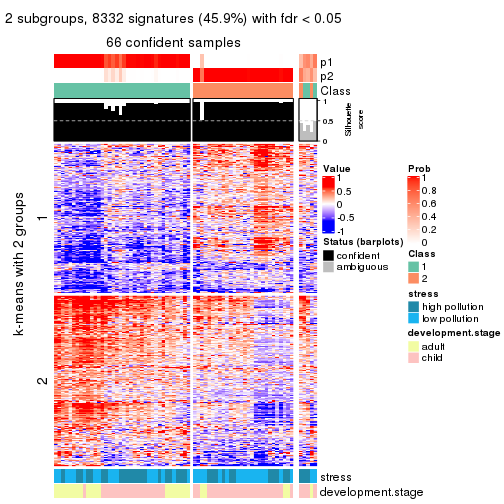 2 subgroups, 8332 signatures (45.9%) with fdr < 0.05
66 confident samples
p1
p2
Class
1
0.5
0
Silhouette
score
k-means with 2 groups
1
2
Value
1
0.5
0
-0.5
-1
Status (barplots)
confident
ambiguous
Prob
1
0.8
0.6
0.4
0.2
0
Class
1
2
stress
high pollution
low pollution
development.stage
adult
child
stress
development.stage